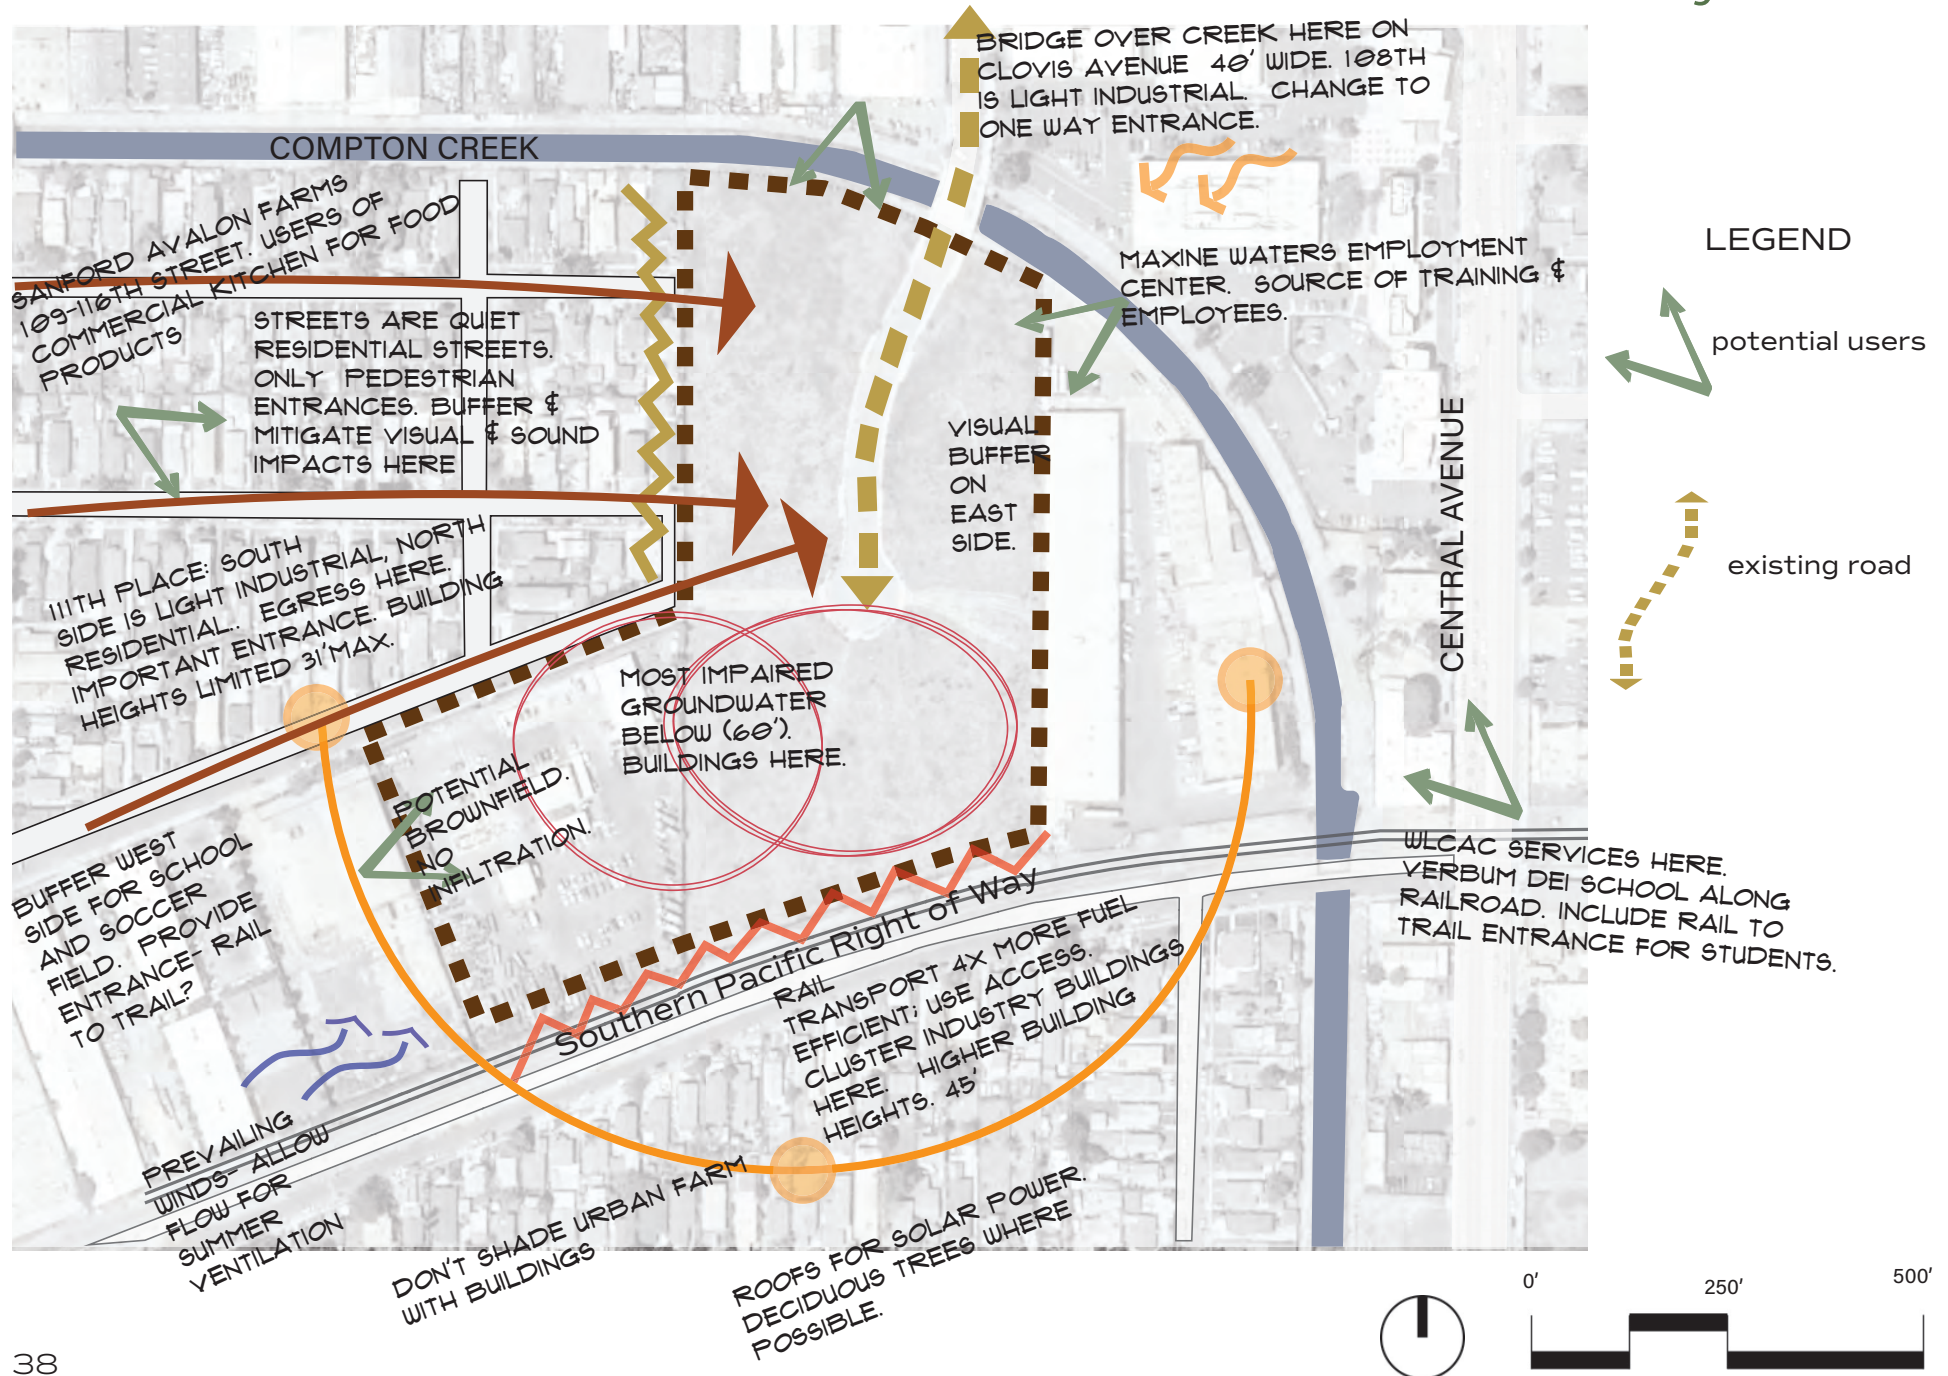 BRIDGE OVER CREEK HERE ON
CLOVIS AVENUE 40' WIDE. 108TH
IS LIGHT INDUSTRIAL. CHANGE TO
ONE WAY ENTRANCE.
COMPTON CREEK
SANFORD AVALON FARMS
109-116TH STREET. USERS OF
COMMERCIAL KITCHEN FOR FOOD
PRODUCTS
STREETS ARE QUIET
RESIDENTIAL STREETS.
ONLY PEDESTRIAN
ENTRANCES. BUFFER &
MITIGATE VISUAL & SOUND
IMPACTS HERE
MAXINE WATERS EMPLOYMENT
CENTER. SOURCE OF TRAINING &
EMPLOYEES.
LEGEND
potential users
existing road
VISUAL
BUFFER
ON
EAST
SIDE.
CENTRAL AVENUE
111TH PLACE: SOUTH
SIDE IS LIGHT INDUSTRIAL, NORTH
RESIDENTIAL. EGRESS HERE.
IMPORTANT ENTRANCE. BUILDING
HEIGHTS LIMITED 31'MAX.
MOST IMPAIRED
GROUNDWATER
BELOW (60').
BUILDINGS HERE.
POTENTIAL
BROWNFIELD.
NO
INFILTRATION.
BUFFER WEST
SIDE FOR SCHOOL
AND SOCCER
FIELD. PROVIDE
ENTRANCE- RAIL
TO TRAIL?
Southern Pacific Right of Way
RAIL
TRANSPORT 4X MORE FUEL
EFFICIENT; USE ACCESS.
CLUSTER INDUSTRY BUILDINGS
HERE. HIGHER BUILDING
HEIGHTS. 45'
WLCAC SERVICES HERE.
VERBUM DEI SCHOOL ALONG
RAILROAD. INCLUDE RAIL TO
TRAIL ENTRANCE FOR STUDENTS.
PREVAILING
WINDS- ALLOW
FLOW FOR
SUMMER
VENTILATION
DON'T SHADE URBAN FARM
WITH BUILDINGS
ROOFS FOR SOLAR POWER.
DECIDUOUS TREES WHERE
POSSIBLE.
0'
250'
500'
38